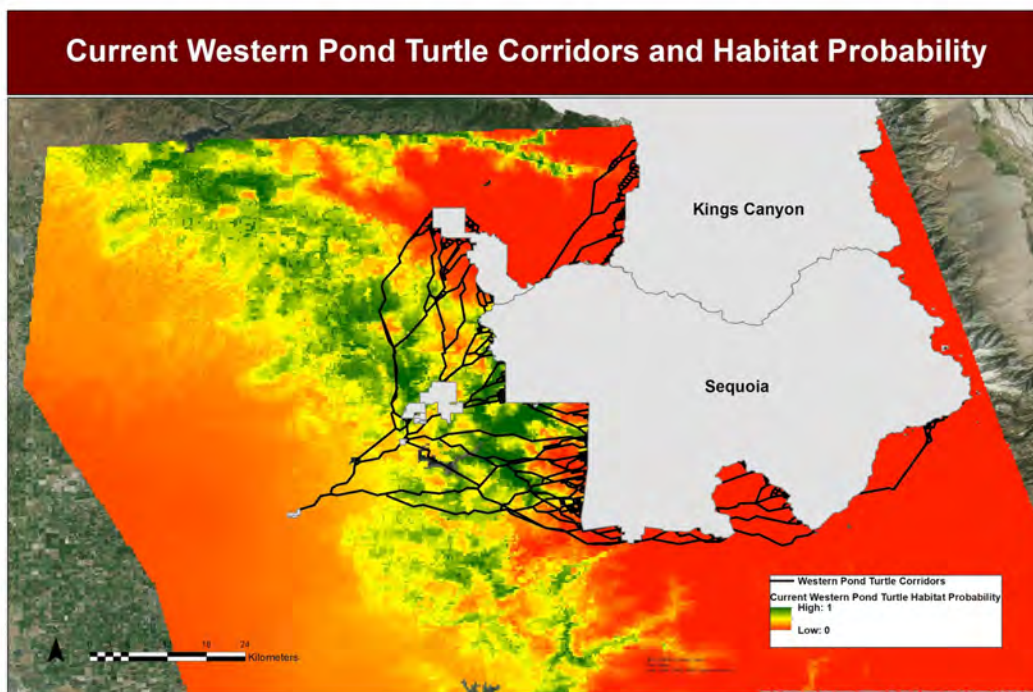 Current Western Pond Turtle Corridors and Habitat Probability
Kings Canyon
Sequoia
Western Pond Turtle Corridors
Current Western Pond Turtle Habitat Probability
High: 1
Low: 0
18 24
Kilometers